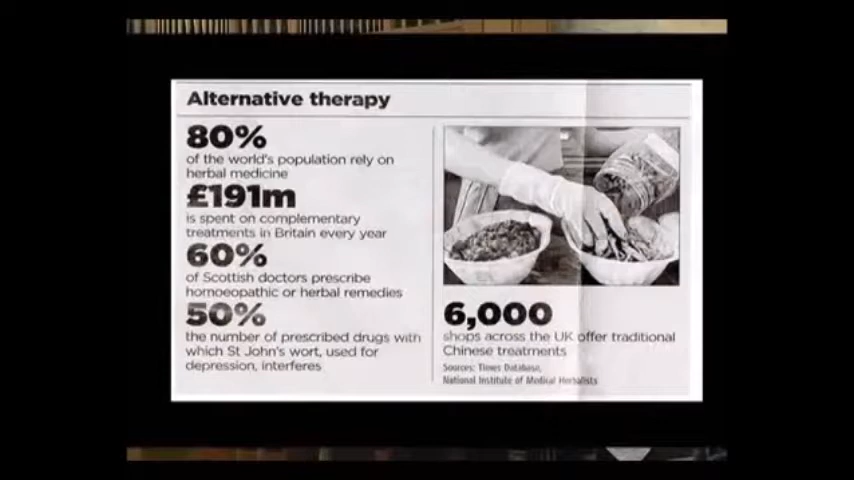 Alternative therapy
80%
of the world's population rely on
herbal medicine
£191m
is spent on complementary
treatments in Britain every year
60%
of Scottish doctors prescribe
homoeopathic or herbal remedies
50%
the number of prescribed drugs with
which St John's wort, used for
depression, interferes
6,000
shops across the UK offer traditional
Chinese treatments
Sources: Times Database,
National Institute of Medical Herbalists